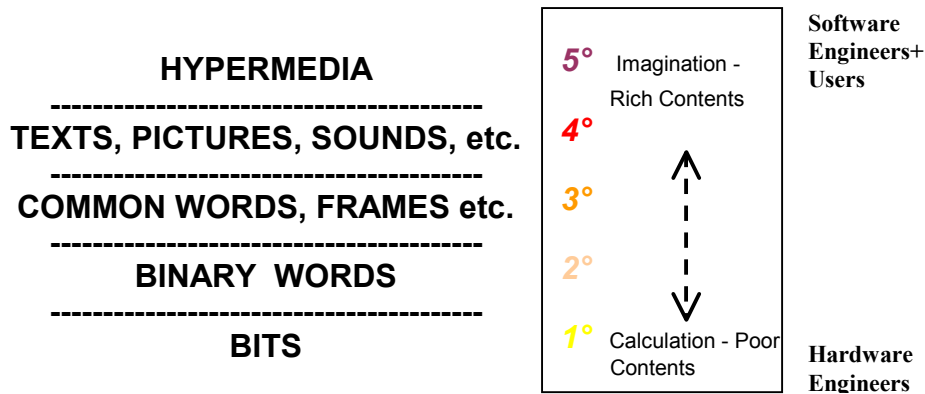 HYPERMEDIA
-----------------------------------------
TEXTS, PICTURES, SOUNDS, etc.
-----------------------------------------
COMMON WORDS, FRAMES etc.
-----------------------------------------
BINARY WORDS
-----------------------------------------
BITS
5° Imagination -
Rich Contents
4°
3°
2°
1° Calculation - Poor
Contents
Software
Engineers+
Users
Hardware
Engineers